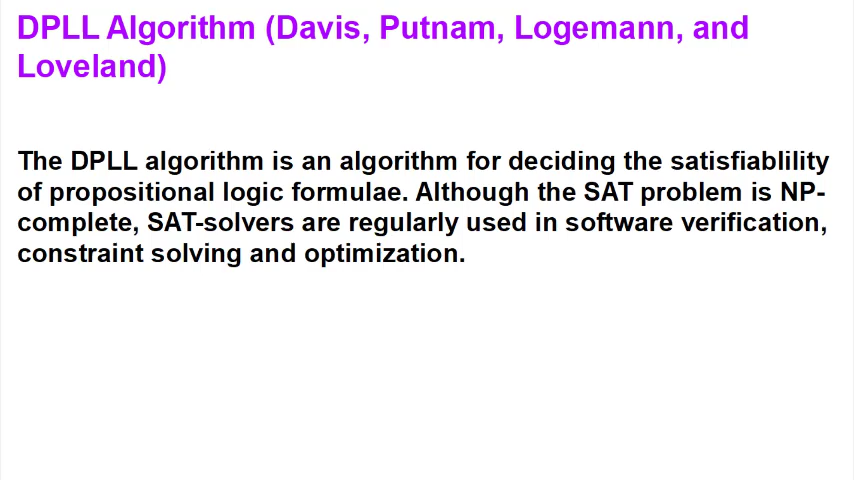 DPLL Algorithm (Davis, Putnam, Logemann, and
Loveland)
The DPLL algorithm is an algorithm for deciding the satisfiablility
of propositional logic formulae. Although the SAT problem is NP-
complete, SAT-solvers are regularly used in software verification,
constraint solving and optimization.